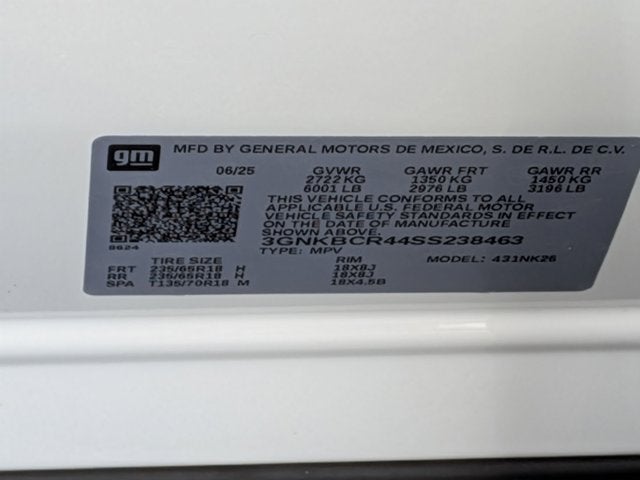 gm MFD BY GENERAL MOTORS DE MEXICO, S. DE R.L. DE C.V.
06/25 GVWR GAWR FRT GAWR RR
2722 KG 1350 KG 1450 KG
6001 LB 2976 LB 3196 LB
THIS VEHICLE CONFORMS TO ALL
APPLICABLE U.S. FEDERAL MOTOR
VEHICLE SAFETY STANDARDS IN EFFECT
ON THE DATE OF MANUFACTURE
SHOWN ABOVE.
3GNKBCR44SS238463
8624
TYPE: MPV MODEL: 431NK26
TIRE SIZE RIM
FRT 235/65R18 H 18X8J
RR 235/65R18 H 18X8J
SPA T135/70R18 M 18X4.5B